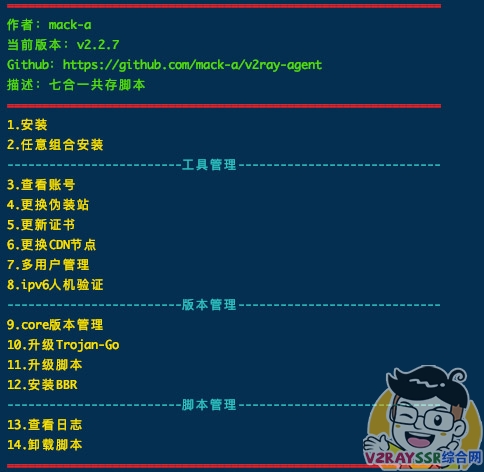 作者：mack-a
当前版本：v2.2.7
Github：https://github.com/mack-a/v2ray-agent
描述：七合一共存脚本
1.安装
2.任意组合安装
工具管理
3.查看账号
4.更换伪装站
5.更新证书
6.更换CDN节点
7.多用户管理
8.ipv6人机验证
版本管理
9.core版本管理
10.升级Trojan-Go
11.升级脚本
12.安装BBR
脚本管理
13.查看日志
14.卸载脚本
V2RAYSSR综合网